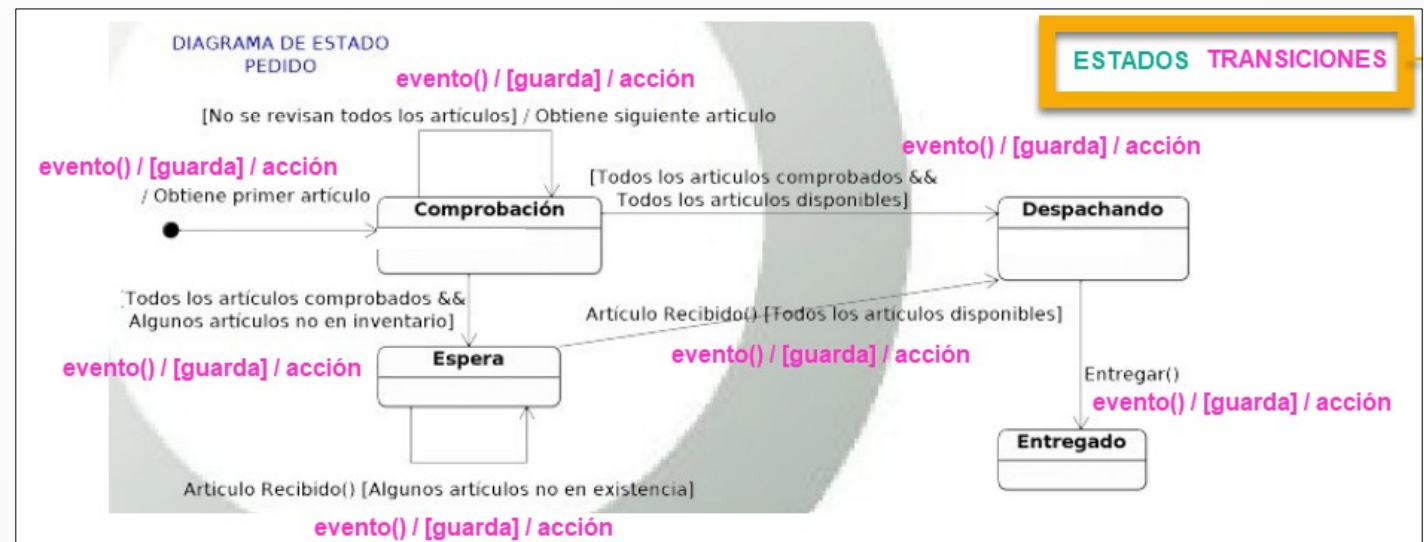 DIAGRAMA DE ESTADO
PEDIDO
ESTADOS TRANSICIONES
evento() / [guarda] / acción
[No se revisan todos los artículos] / Obtiene siguiente articulo
evento() / [guarda] / acción
evento() / [guarda] / acción
/ Obtiene primer artículo
[Todos los articulos comprobados &&
Todos los articulos disponibles]
Comprobación
Despachando
Todos los artículos comprobados &&
Algunos artículos no en inventario]
Artículo Recibido() [Todos los artículos disponibles]
evento() / [guarda] / acción
Espera
evento() / [guarda] / acción
Entregar()
evento() / [guarda] / acción
Entregado
Articulo Recibido() [Algunos artículos no en existencia]
evento() / [guarda] / acción